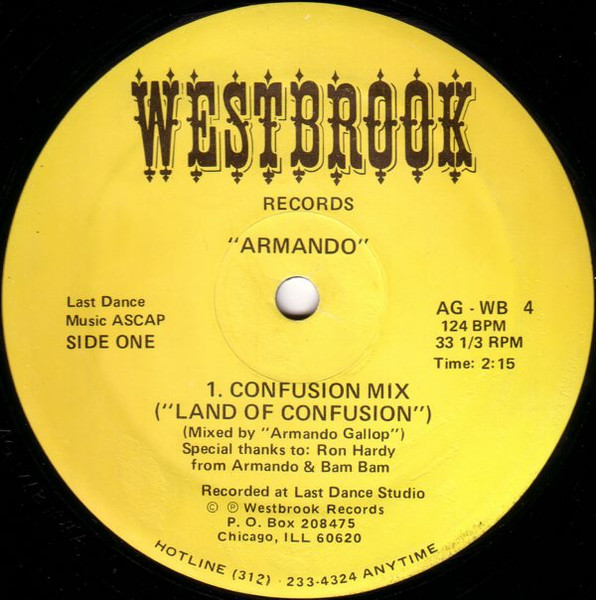 WESTBROOK
RECORDS
"ARMANDO"
Last Dance
Music ASCAP
SIDE ONE
AG - WB 4
124 BPM
33 1/3 RPM
Time: 2:15
1. CONFUSION MIX
("LAND OF CONFUSION")
(Mixed by "Armando Gallop")
Special thanks to: Ron Hardy
from Armando & Bam Bam
Recorded at Last Dance Studio
© ℗ Westbrook Records
P. O. Box 208475
Chicago, ILL 60620
HOTLINE (312) - 233-4324 ANYTIME